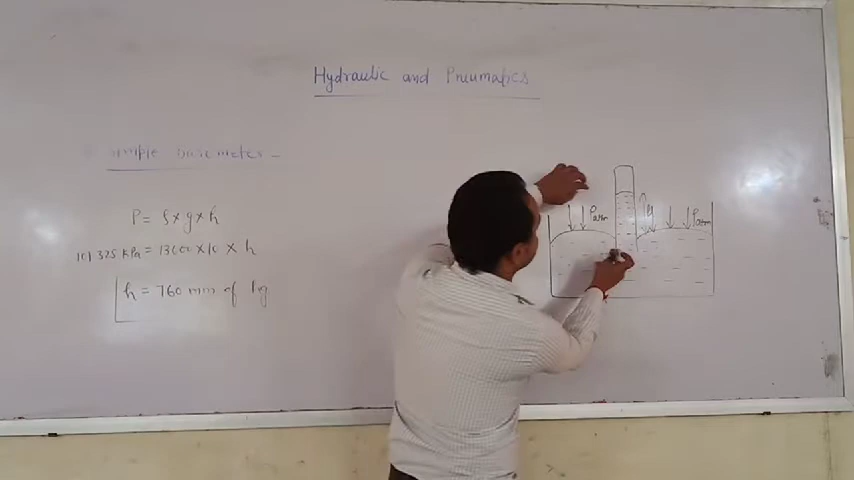 Hydraulic and Pneumatics
simple barometer -
P = ρ × g × h
101 325 kPa = 13600 × 10 × h
h = 760 mm of Hg
Patm
y
Patm